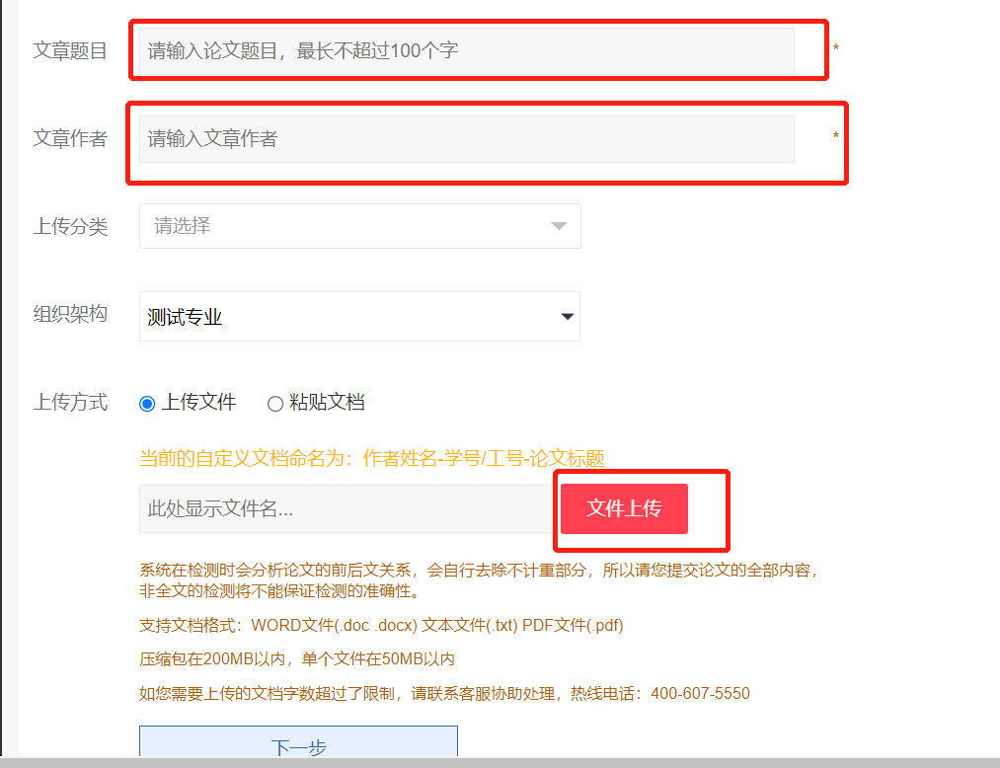 文章题目 请输入论文题目，最长不超过100个字 *
文章作者 请输入文章作者 *
上传分类 请选择
组织架构 测试专业
上传方式 上传文件 粘贴文档
当前的自定义文档命名为：作者姓名-学号/工号-论文标题
此处显示文件名... 文件上传
系统在检测时会分析论文的前后文关系，会自行去除不计重部分，所以请您提交论文的全部内容，
非全文的检测将不能保证检测的准确性。
支持文档格式：WORD文件(.doc .docx) 文本文件(.txt) PDF文件(.pdf)
压缩包在200MB以内，单个文件在50MB以内
如您需要上传的文档字数超过了限制，请联系客服协助处理，热线电话：400-607-5550
下一步